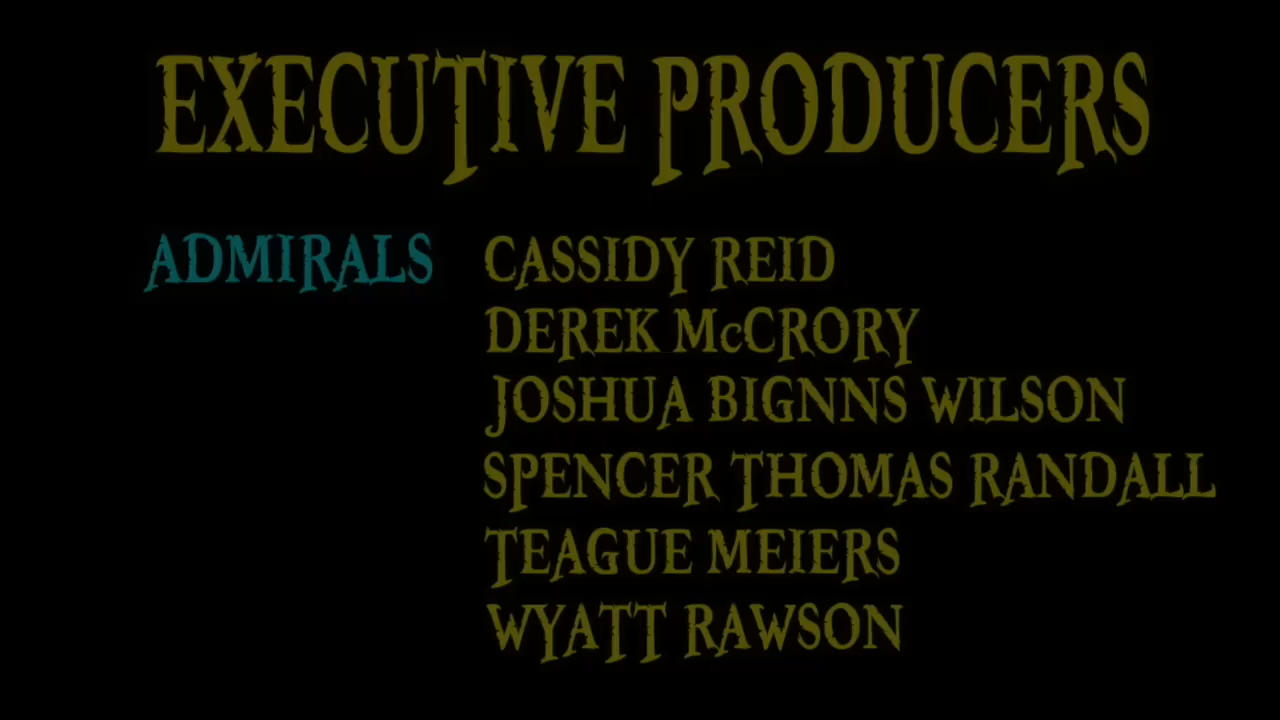 EXECUTIVE PRODUCERS
ADMIRALS CASSIDY REID
DEREK McCRORY
JOSHUA BIGNNS WILSON
SPENCER THOMAS RANDALL
TEAGUE MEIERS
WYATT RAWSON